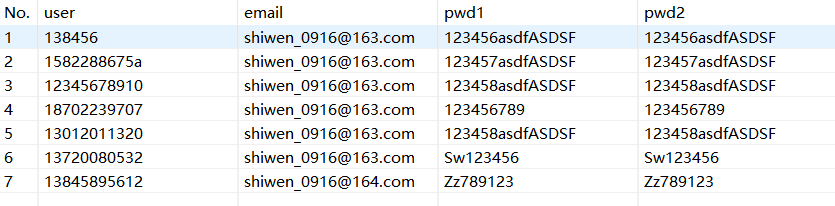 No. user email pwd1 pwd2
1 138456 shiwen_0916@163.com 123456asdfASDSF 123456asdfASDSF
2 1582288675a shiwen_0916@163.com 123457asdfASDSF 123457asdfASDSF
3 12345678910 shiwen_0916@163.com 123458asdfASDSF 123458asdfASDSF
4 18702239707 shiwen_0916@163.com 123456789 123456789
5 13012011320 shiwen_0916@163.com 123458asdfASDSF 123458asdfASDSF
6 13720080532 shiwen_0916@163.com Sw123456 Sw123456
7 13845895612 shiwen_0916@164.com Zz789123 Zz789123